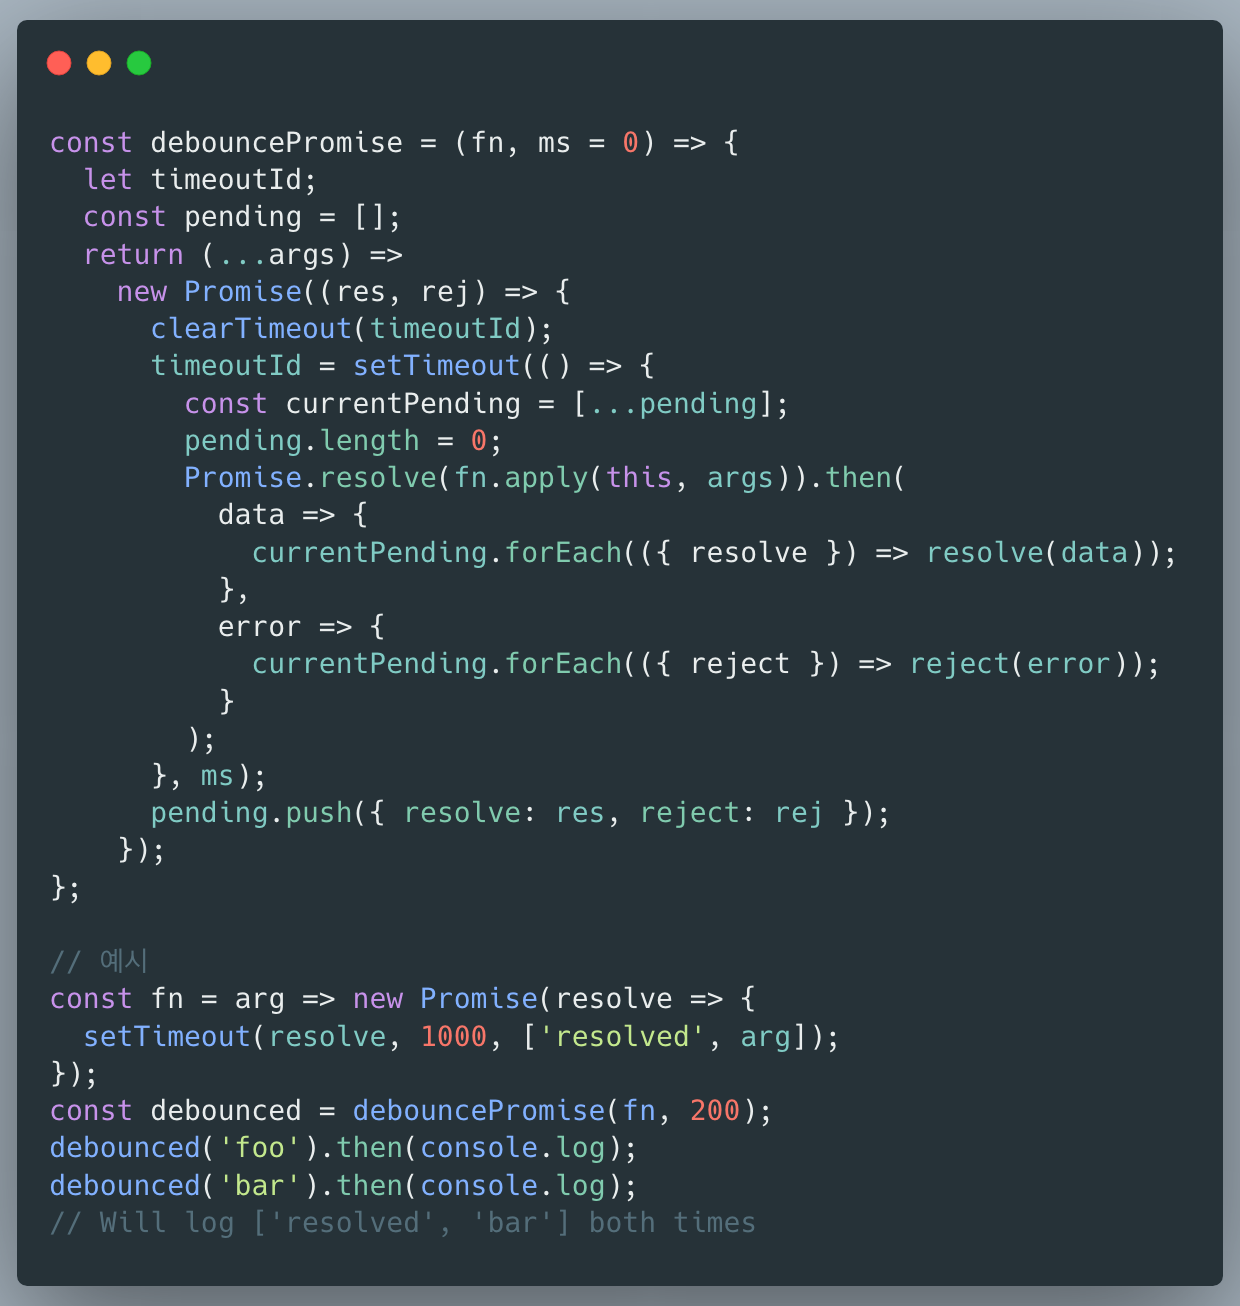 const debouncePromise = (fn, ms = 0) => {
  let timeoutId;
  const pending = [];
  return (...args) =>
    new Promise((res, rej) => {
      clearTimeout(timeoutId);
      timeoutId = setTimeout(() => {
        const currentPending = [...pending];
        pending.length = 0;
        Promise.resolve(fn.apply(this, args)).then(
          data => {
            currentPending.forEach(({ resolve }) => resolve(data));
          },
          error => {
            currentPending.forEach(({ reject }) => reject(error));
          }
        );
      }, ms);
      pending.push({ resolve: res, reject: rej });
    });
};

// 예시
const fn = arg => new Promise(resolve => {
  setTimeout(resolve, 1000, ['resolved', arg]);
});
const debounced = debouncePromise(fn, 200);
debounced('foo').then(console.log);
debounced('bar').then(console.log);
// Will log ['resolved', 'bar'] both times